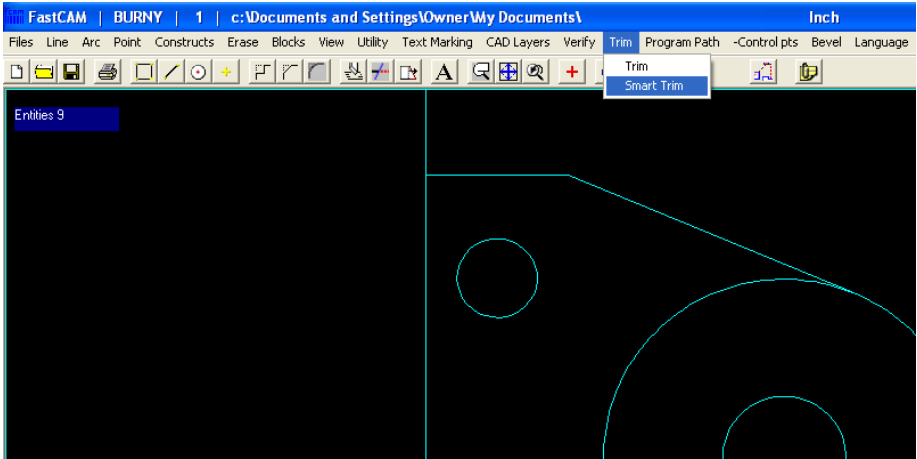 FastCAM | BURNY | 1 | c:\Documents and Settings\Owner\My Documents\ Inch
Files Line Arc Point Constructs Erase Blocks View Utility Text Marking CAD Layers Verify Trim Program Path -Control pts Bevel Language
A
Trim
Smart Trim
Entities 9